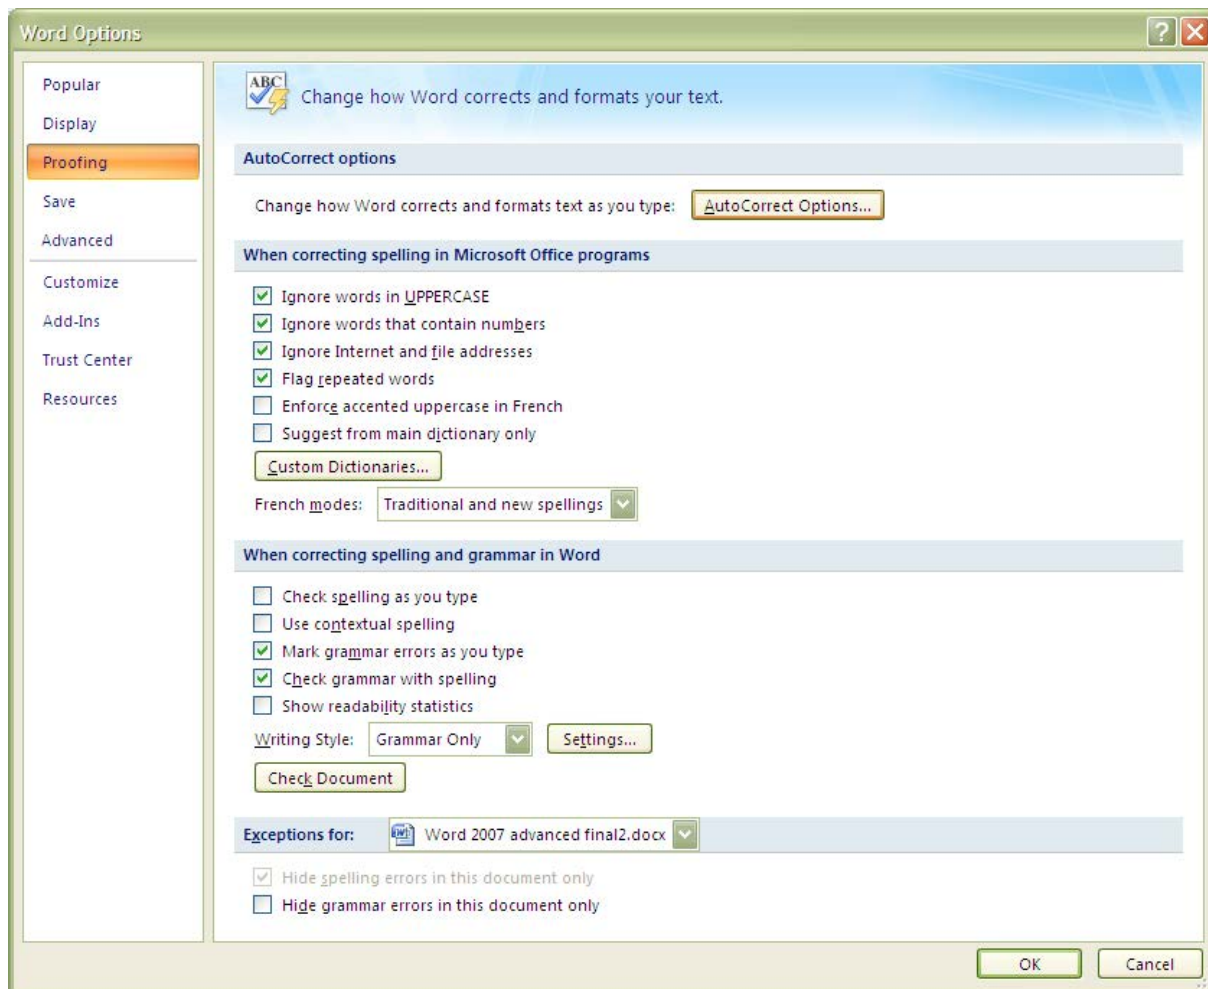 Word Options
Popular
Display
Proofing
Save
Advanced
Customize
Add-Ins
Trust Center
Resources
ABC
Change how Word corrects and formats your text.
AutoCorrect options
Change how Word corrects and formats text as you type: AutoCorrect Options...
When correcting spelling in Microsoft Office programs
Ignore words in UPPERCASE
Ignore words that contain numbers
Ignore Internet and file addresses
Flag repeated words
Enforce accented uppercase in French
Suggest from main dictionary only
Custom Dictionaries...
French modes: Traditional and new spellings
When correcting spelling and grammar in Word
Check spelling as you type
Use contextual spelling
Mark grammar errors as you type
Check grammar with spelling
Show readability statistics
Writing Style: Grammar Only Settings...
Check Document
Exceptions for: Word 2007 advanced final2.docx
Hide spelling errors in this document only
Hide grammar errors in this document only
OK Cancel